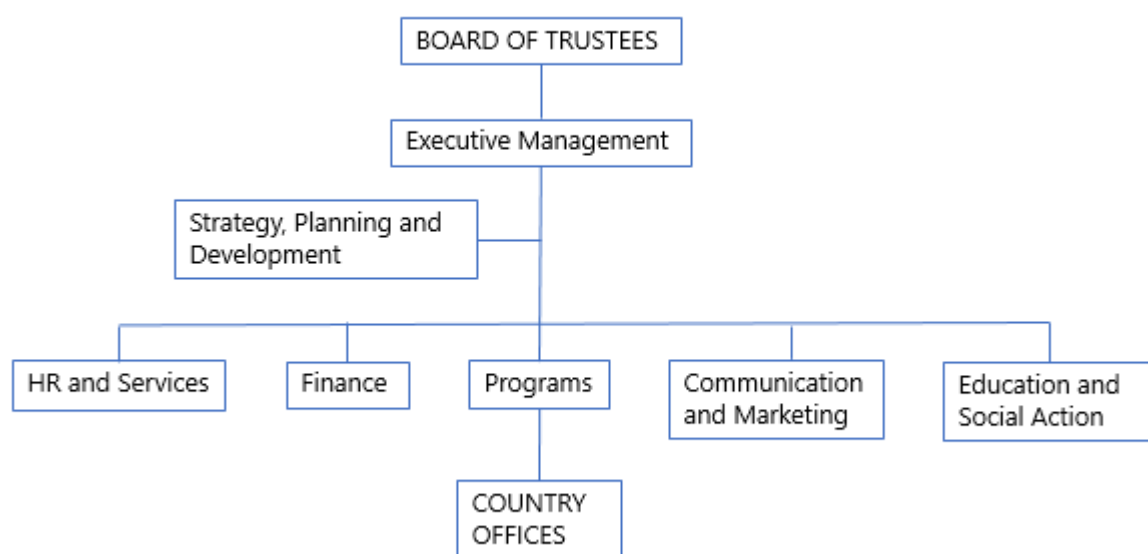 BOARD OF TRUSTEES
Executive Management
Strategy, Planning and
Development
HR and Services
Finance
Programs
Communication
and Marketing
Education and
Social Action
COUNTRY
OFFICES